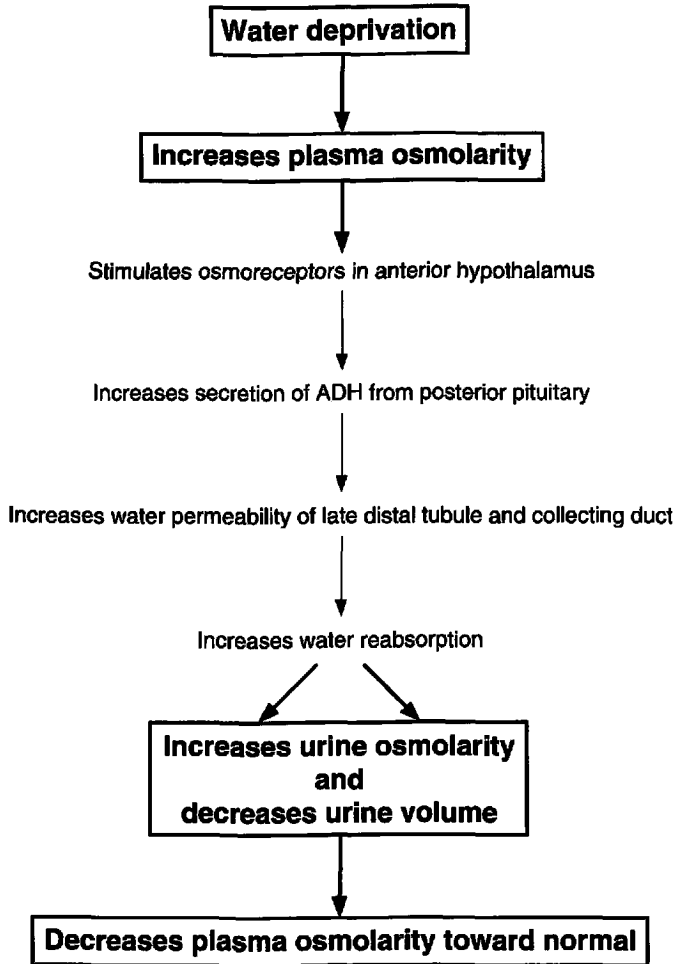 Water deprivation
Increases plasma osmolarity
Stimulates osmoreceptors in anterior hypothalamus
Increases secretion of ADH from posterior pituitary
Increases water permeability of late distal tubule and collecting duct
Increases water reabsorption
Increases urine osmolarity
and
decreases urine volume
Decreases plasma osmolarity toward normal